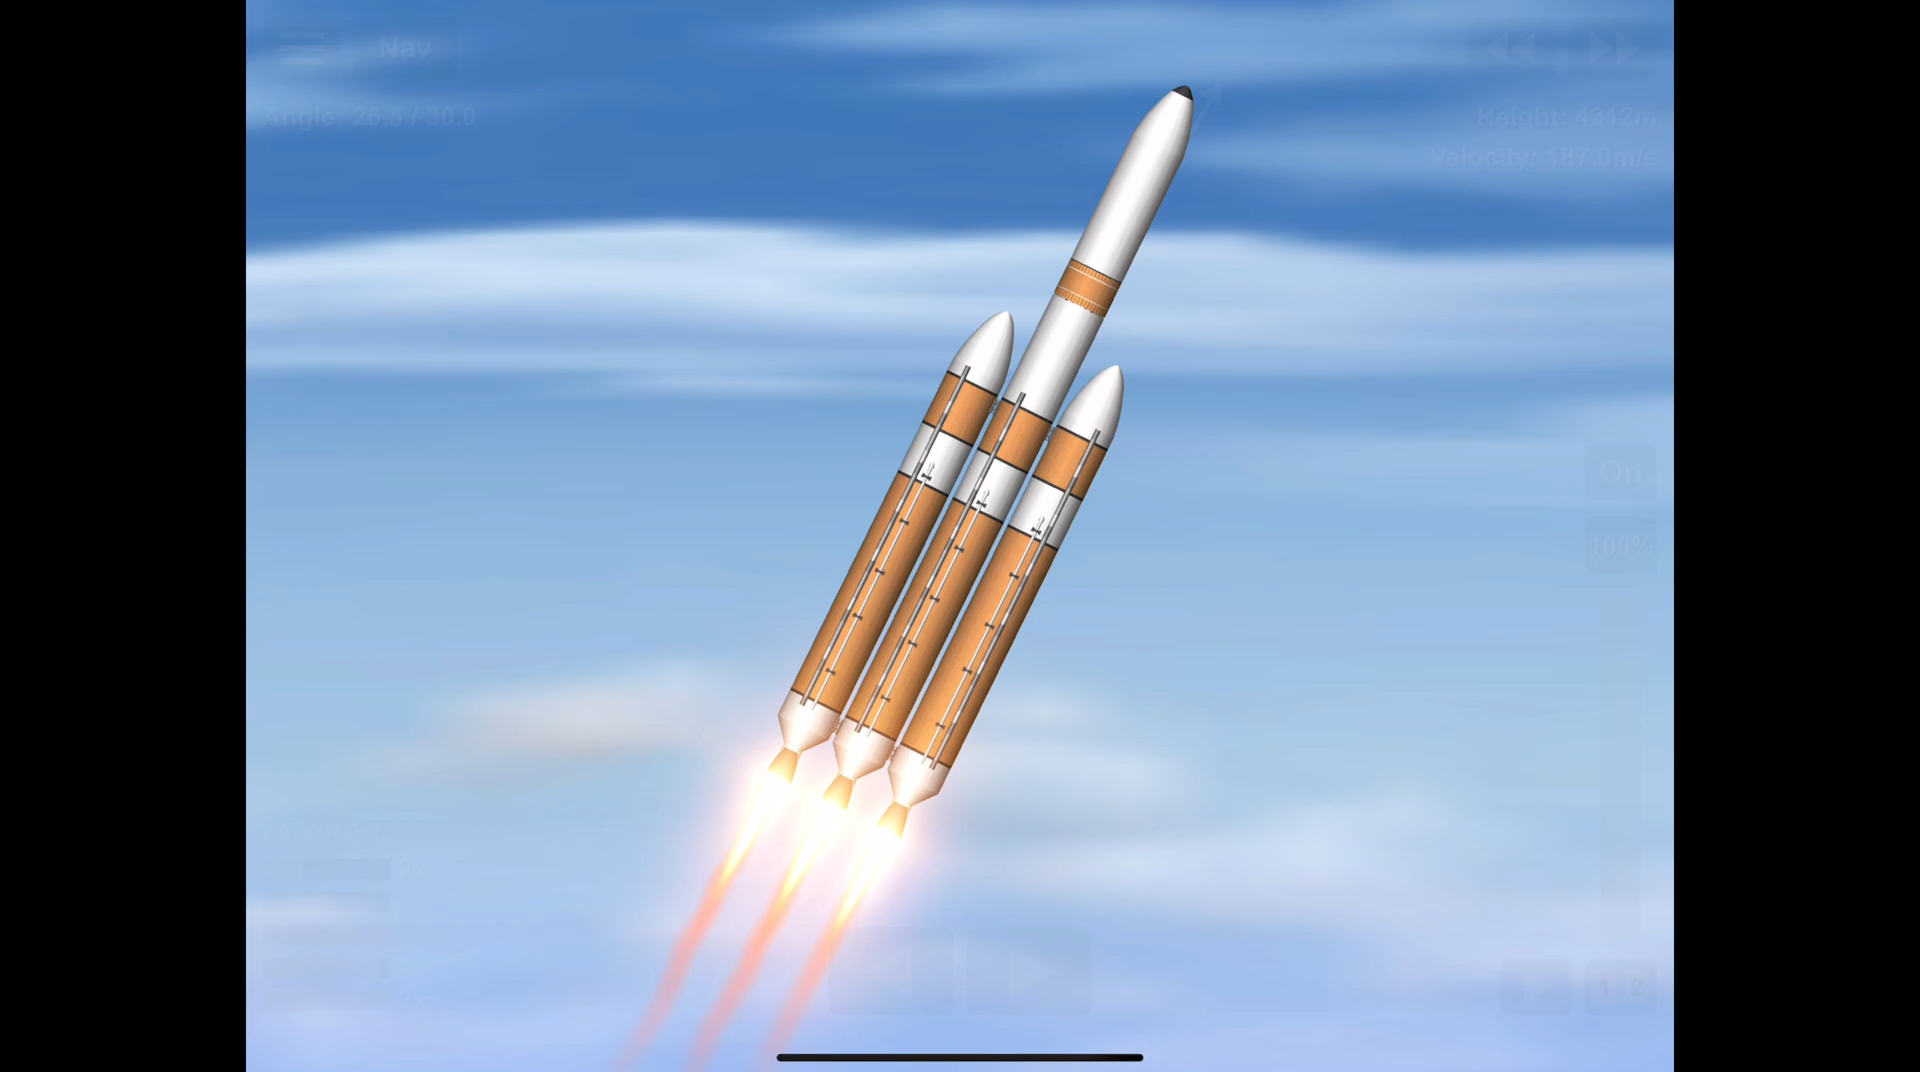 Nav
Angle: 26.5 / 30.0
Height: 4312m
Velocity: 187.0m/s
On
100%